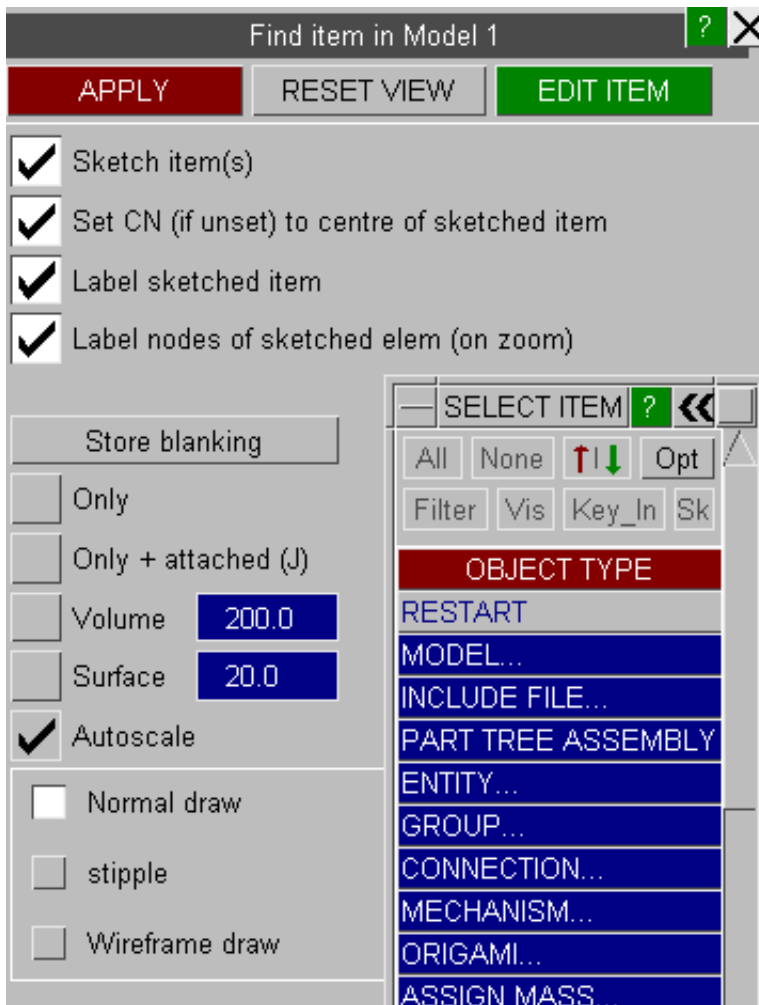 Find item in Model 1 ?
APPLY RESET VIEW EDIT ITEM
Sketch item(s)
Set CN (if unset) to centre of sketched item
Label sketched item
Label nodes of sketched elem (on zoom)
Store blanking
Only
Only + attached (J)
Volume 200.0
Surface 20.0
Autoscale
Normal draw
stipple
Wireframe draw
SELECT ITEM ?
All None Opt
Filter Vis Key_In Sk
OBJECT TYPE
RESTART
MODEL...
INCLUDE FILE...
PART TREE ASSEMBLY
ENTITY...
GROUP...
CONNECTION...
MECHANISM...
ORIGAMI...
ASSIGN MASS...